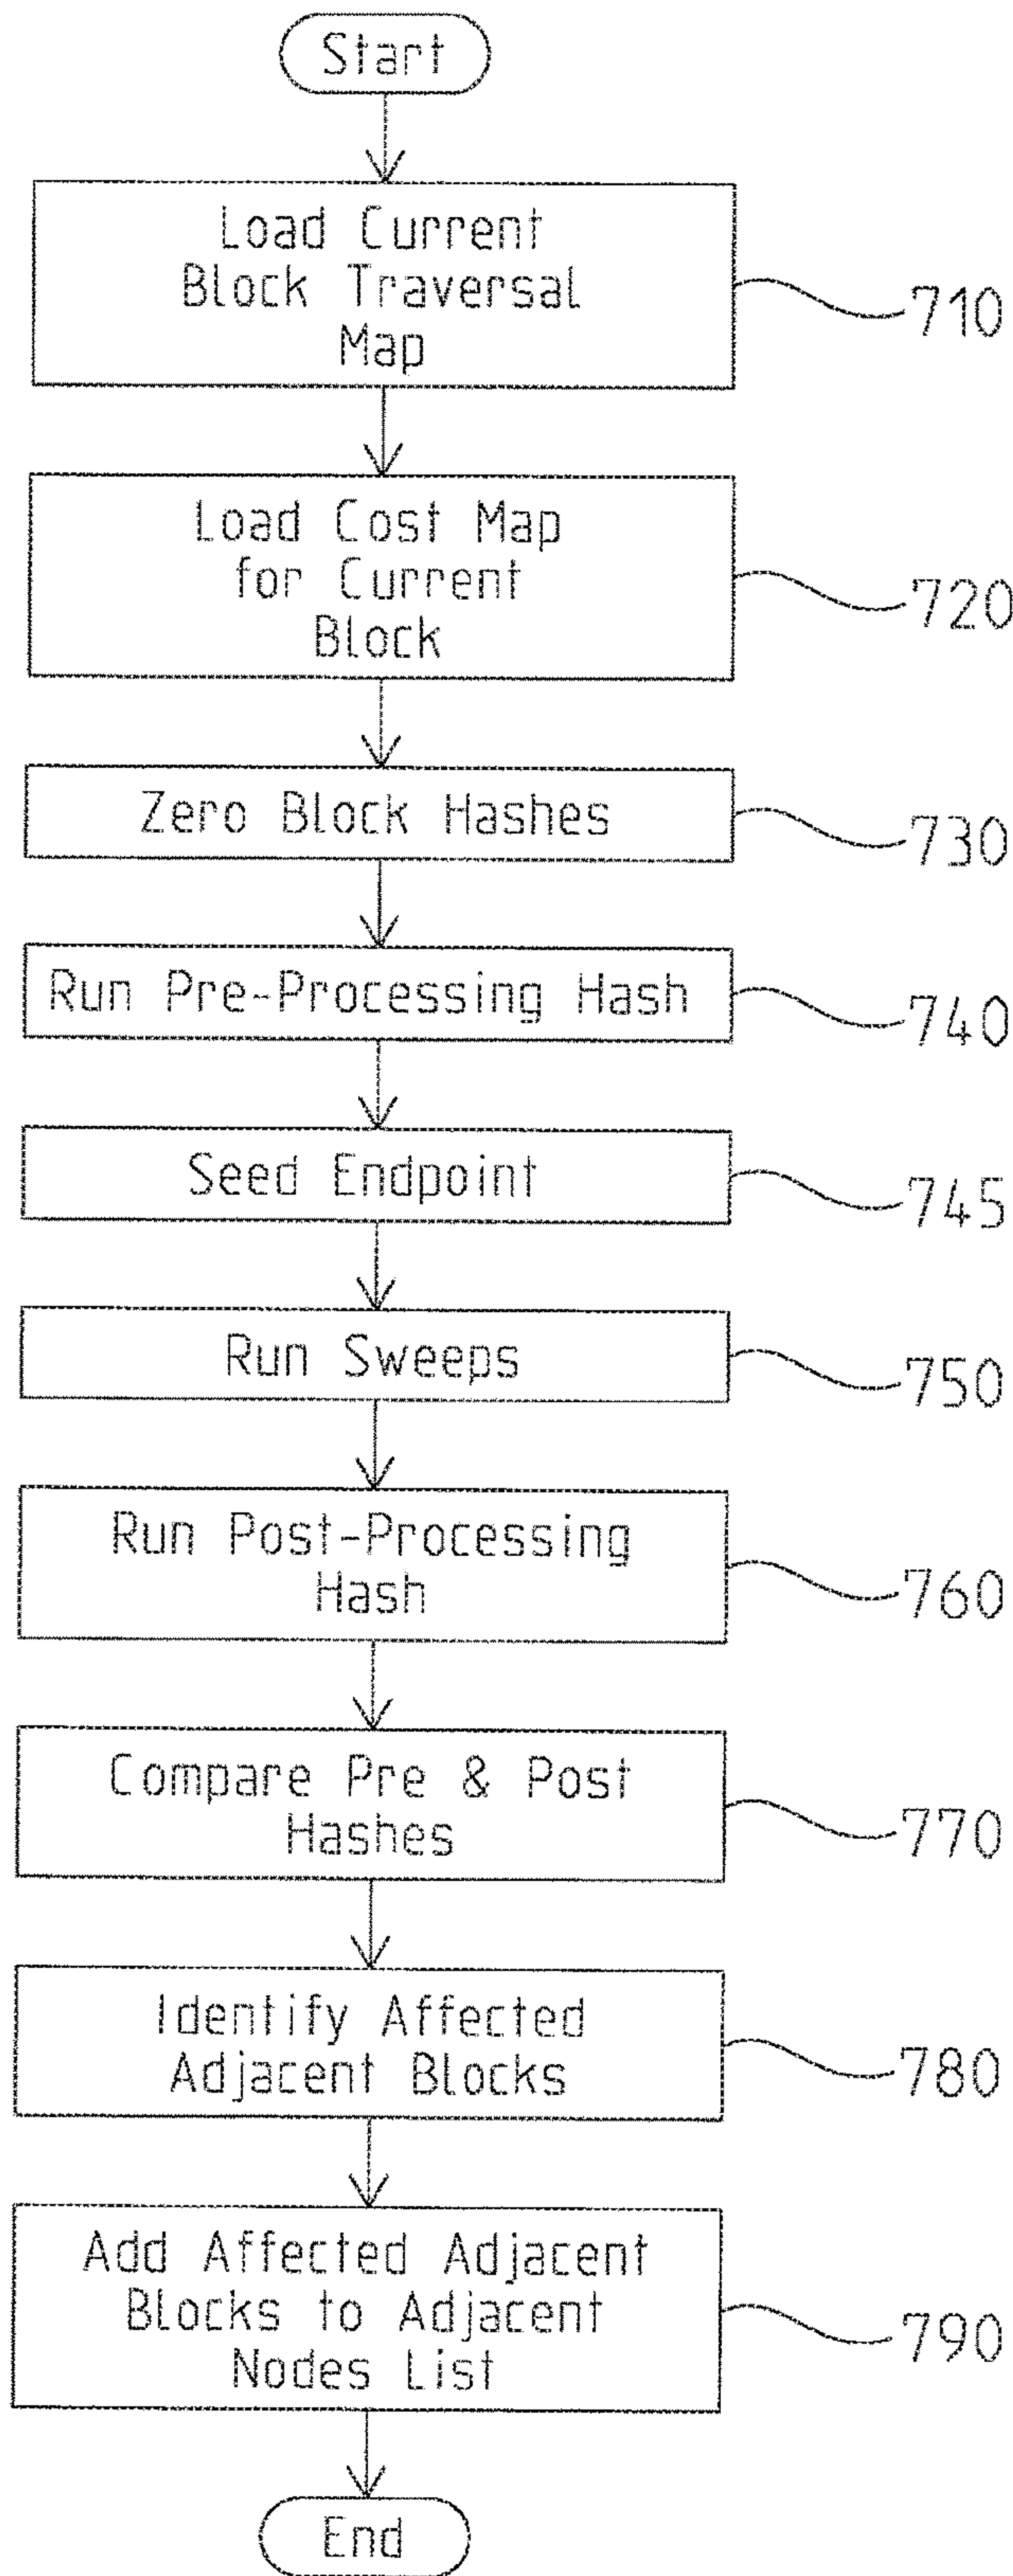 Start
Load Current
Block Traversal
Map
710
Load Cost Map
for Current
Block
720
Zero Block Hashes
730
Run Pre-Processing Hash
740
Seed Endpoint
745
Run Sweeps
750
Run Post-Processing
Hash
760
Compare Pre & Post
Hashes
770
Identify Affected
Adjacent Blocks
780
Add Affected Adjacent
Blocks to Adjacent
Nodes List
790
End